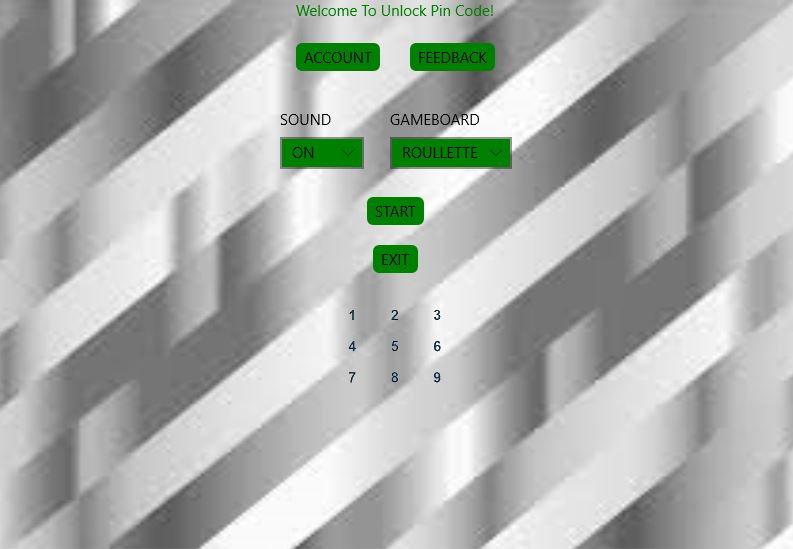 Welcome To Unlock Pin Code!
ACCOUNT FEEDBACK
SOUND GAMEBOARD
ON ROULLETTE
START
EXIT
1 2 3
4 5 6
7 8 9